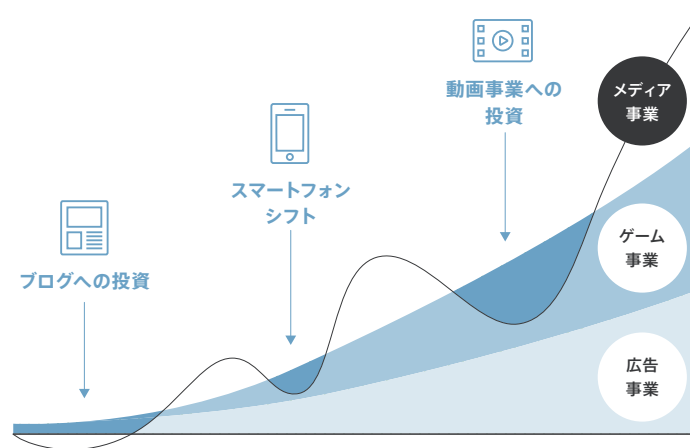 動画事業への
投資
メディア
事業
スマートフォン
シフト
ゲーム
事業
ブログへの投資
広告
事業